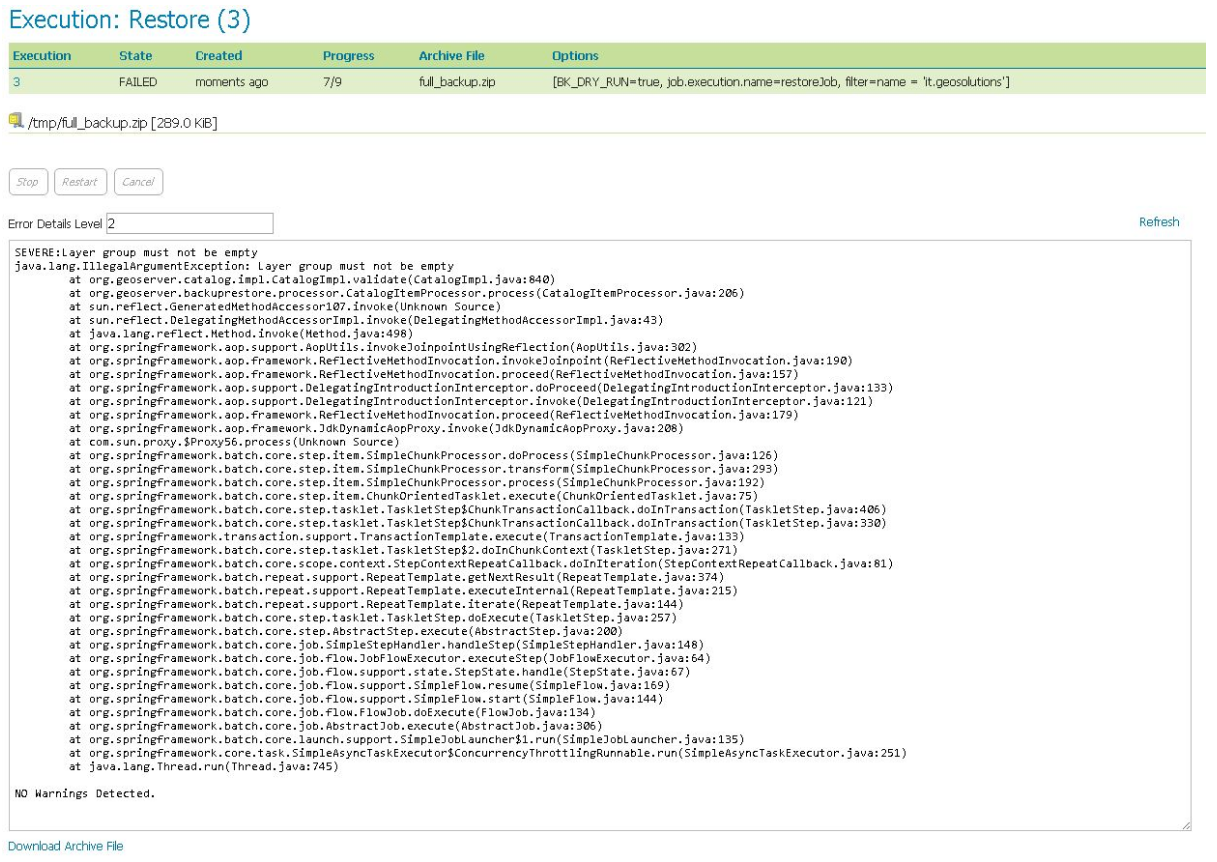 Execution: Restore (3)
Execution State Created Progress Archive File Options
3 FAILED moments ago 7/9 full_backup.zip [BK_DRY_RUN=true, job.execution.name=restoreJob, filter=name = 'it.geosolutions']
/tmp/full_backup.zip [289.0 KiB]
Stop Restart Cancel
Error Details Level 2 Refresh
SEVERE:Layer group must not be empty
java.lang.IllegalArgumentException: Layer group must not be empty
at org.geoserver.catalog.impl.CatalogImpl.validate(CatalogImpl.java:840)
at org.geoserver.backuprestore.processor.CatalogItemProcessor.process(CatalogItemProcessor.java:206)
at sun.reflect.GeneratedMethodAccessor107.invoke(Unknown Source)
at sun.reflect.DelegatingMethodAccessorImpl.invoke(DelegatingMethodAccessorImpl.java:43)
at java.lang.reflect.Method.invoke(Method.java:498)
at org.springframework.aop.support.AopUtils.invokeJoinpointUsingReflection(AopUtils.java:302)
at org.springframework.aop.framework.ReflectiveMethodInvocation.invokeJoinpoint(ReflectiveMethodInvocation.java:190)
at org.springframework.aop.framework.ReflectiveMethodInvocation.proceed(ReflectiveMethodInvocation.java:157)
at org.springframework.aop.support.DelegatingIntroductionInterceptor.doProceed(DelegatingIntroductionInterceptor.java:133)
at org.springframework.aop.support.DelegatingIntroductionInterceptor.invoke(DelegatingIntroductionInterceptor.java:121)
at org.springframework.aop.framework.ReflectiveMethodInvocation.proceed(ReflectiveMethodInvocation.java:179)
at org.springframework.aop.framework.JdkDynamicAopProxy.invoke(JdkDynamicAopProxy.java:208)
at com.sun.proxy.$Proxy56.process(Unknown Source)
at org.springframework.batch.core.step.item.SimpleChunkProcessor.doProcess(SimpleChunkProcessor.java:126)
at org.springframework.batch.core.step.item.SimpleChunkProcessor.transform(SimpleChunkProcessor.java:293)
at org.springframework.batch.core.step.item.SimpleChunkProcessor.process(SimpleChunkProcessor.java:192)
at org.springframework.batch.core.step.item.ChunkOrientedTasklet.execute(ChunkOrientedTasklet.java:75)
at org.springframework.batch.core.step.tasklet.TaskletStep$ChunkTransactionCallback.doInTransaction(TaskletStep.java:406)
at org.springframework.batch.core.step.tasklet.TaskletStep$ChunkTransactionCallback.doInTransaction(TaskletStep.java:330)
at org.springframework.transaction.support.TransactionTemplate.execute(TransactionTemplate.java:133)
at org.springframework.batch.core.step.tasklet.TaskletStep$2.doInChunkContext(TaskletStep.java:271)
at org.springframework.batch.core.scope.context.StepContextRepeatCallback.doInIteration(StepContextRepeatCallback.java:81)
at org.springframework.batch.repeat.support.RepeatTemplate.getNextResult(RepeatTemplate.java:374)
at org.springframework.batch.repeat.support.RepeatTemplate.executeInternal(RepeatTemplate.java:215)
at org.springframework.batch.repeat.support.RepeatTemplate.iterate(RepeatTemplate.java:144)
at org.springframework.batch.core.step.tasklet.TaskletStep.doExecute(TaskletStep.java:257)
at org.springframework.batch.core.step.AbstractStep.execute(AbstractStep.java:200)
at org.springframework.batch.core.job.SimpleStepHandler.handleStep(SimpleStepHandler.java:148)
at org.springframework.batch.core.job.flow.JobFlowExecutor.executeStep(JobFlowExecutor.java:64)
at org.springframework.batch.core.job.flow.support.state.StepState.handle(StepState.java:67)
at org.springframework.batch.core.job.flow.support.SimpleFlow.resume(SimpleFlow.java:169)
at org.springframework.batch.core.job.flow.support.SimpleFlow.start(SimpleFlow.java:144)
at org.springframework.batch.core.job.flow.FlowJob.doExecute(FlowJob.java:134)
at org.springframework.batch.core.job.AbstractJob.execute(AbstractJob.java:306)
at org.springframework.batch.core.launch.support.SimpleJobLauncher$1.run(SimpleJobLauncher.java:135)
at org.springframework.core.task.SimpleAsyncTaskExecutor$ConcurrencyThrottlingRunnable.run(SimpleAsyncTaskExecutor.java:251)
at java.lang.Thread.run(Thread.java:745)
NO Warnings Detected.
Download Archive File